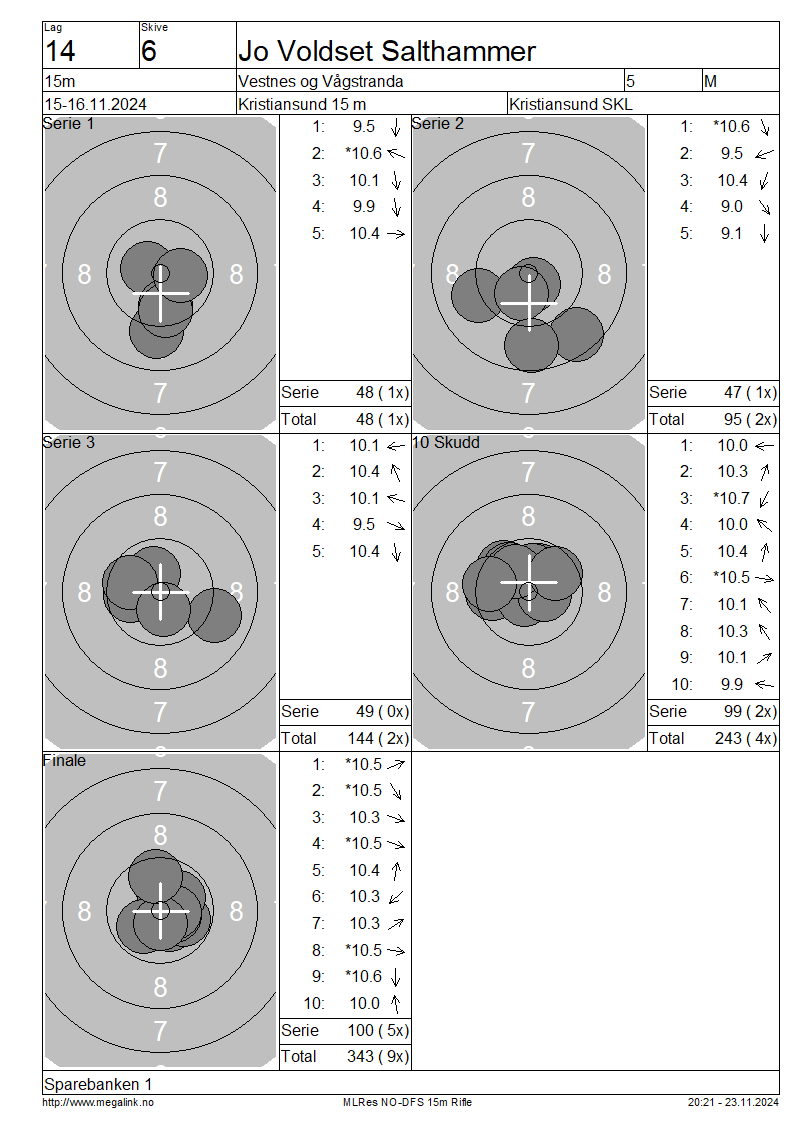 Lag Skive
14 6 Jo Voldset Salthammer
15m Vestnes og Vågstranda 5 M
15-16.11.2024 Kristiansund 15 m Kristiansund SKL
Serie 1
7
8
8 8
7
1: 9.5
2: *10.6
3: 10.1
4: 9.9
5: 10.4
Serie 48 ( 1x)
Total 48 ( 1x)
Serie 2
7
8
8 8
7
1: *10.6
2: 9.5
3: 10.4
4: 9.0
5: 9.1
Serie 47 ( 1x)
Total 95 ( 2x)
Serie 3
7
8
8 8
8
7
1: 10.1
2: 10.4
3: 10.1
4: 9.5
5: 10.4
Serie 49 ( 0x)
Total 144 ( 2x)
10 Skudd
7
8
8 8
8
7
1: 10.0
2: 10.3
3: *10.7
4: 10.0
5: 10.4
6: *10.5
7: 10.1
8: 10.3
9: 10.1
10: 9.9
Serie 99 ( 2x)
Total 243 ( 4x)
Finale
7
8
8 8
8
7
1: *10.5
2: *10.5
3: 10.3
4: *10.5
5: 10.4
6: 10.3
7: 10.3
8: *10.5
9: *10.6
10: 10.0
Serie 100 ( 5x)
Total 343 ( 9x)
Sparebanken 1
http://www.megalink.no MLRes NO-DFS 15m Rifle 20:21 - 23.11.2024